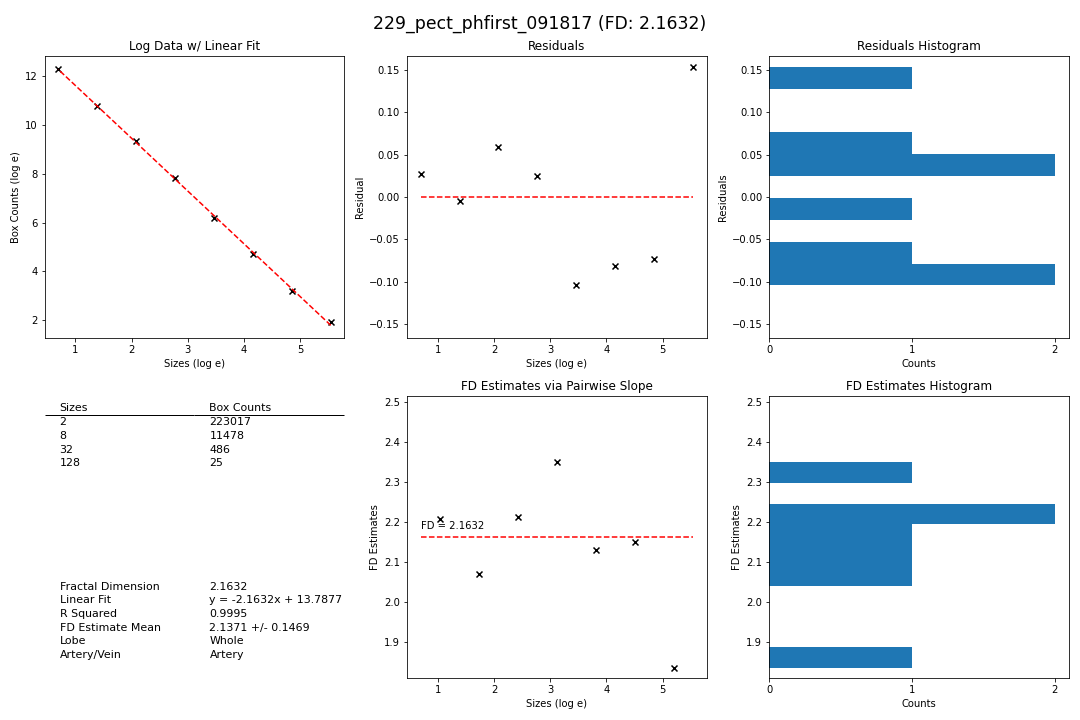 229_pect_phfirst_091817 (FD: 2.1632)
Log Data w/ Linear Fit
12
10
8
6
4
2
Box Counts (log e)
1 2 3 4 5
Sizes (log e)
Residuals
0.15
0.10
0.05
0.00
−0.05
−0.10
−0.15
Residual
1 2 3 4 5
Sizes (log e)
Residuals Histogram
0.15
0.10
0.05
0.00
−0.05
−0.10
−0.15
Residuals
0 1 2
Counts
Sizes Box Counts
2 223017
8 11478
32 486
128 25
Fractal Dimension 2.1632
Linear Fit y = -2.1632x + 13.7877
R Squared 0.9995
FD Estimate Mean 2.1371 +/- 0.1469
Lobe Whole
Artery/Vein Artery
FD Estimates via Pairwise Slope
2.5
2.4
2.3
2.2
2.1
2.0
1.9
FD Estimates
FD = 2.1632
1 2 3 4 5
Sizes (log e)
FD Estimates Histogram
2.5
2.4
2.3
2.2
2.1
2.0
1.9
FD Estimates
0 1 2
Counts